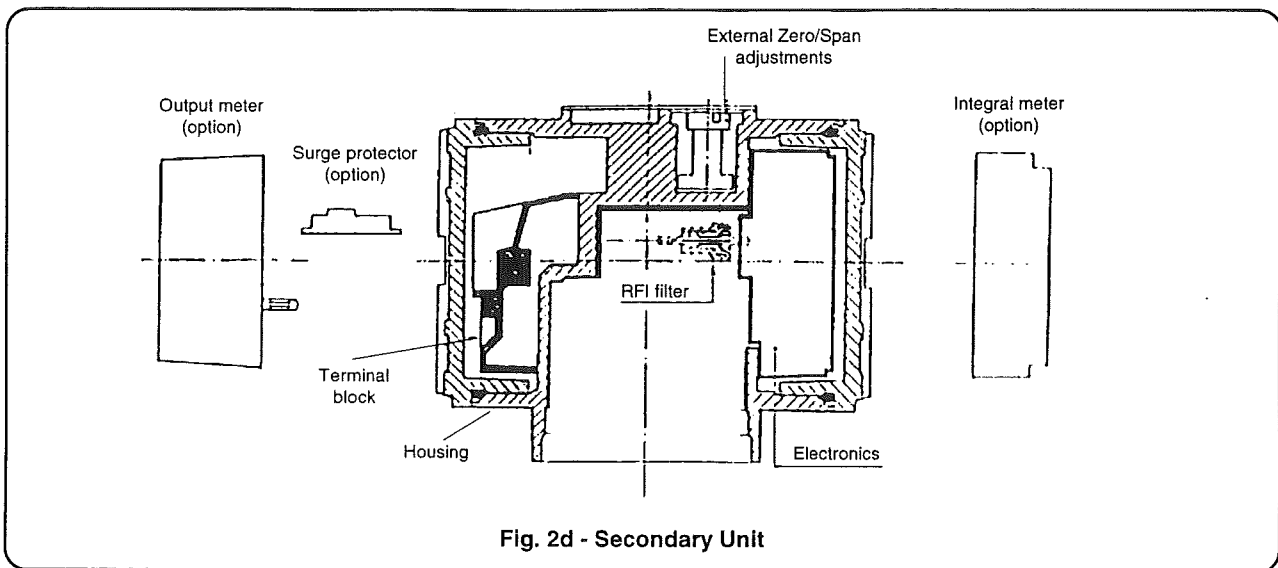 External Zero/Span
adjustments
Output meter
(option)
Surge protector
(option)
Integral meter
(option)
RFI filter
Terminal
block
Housing
Electronics
Fig. 2d - Secondary Unit